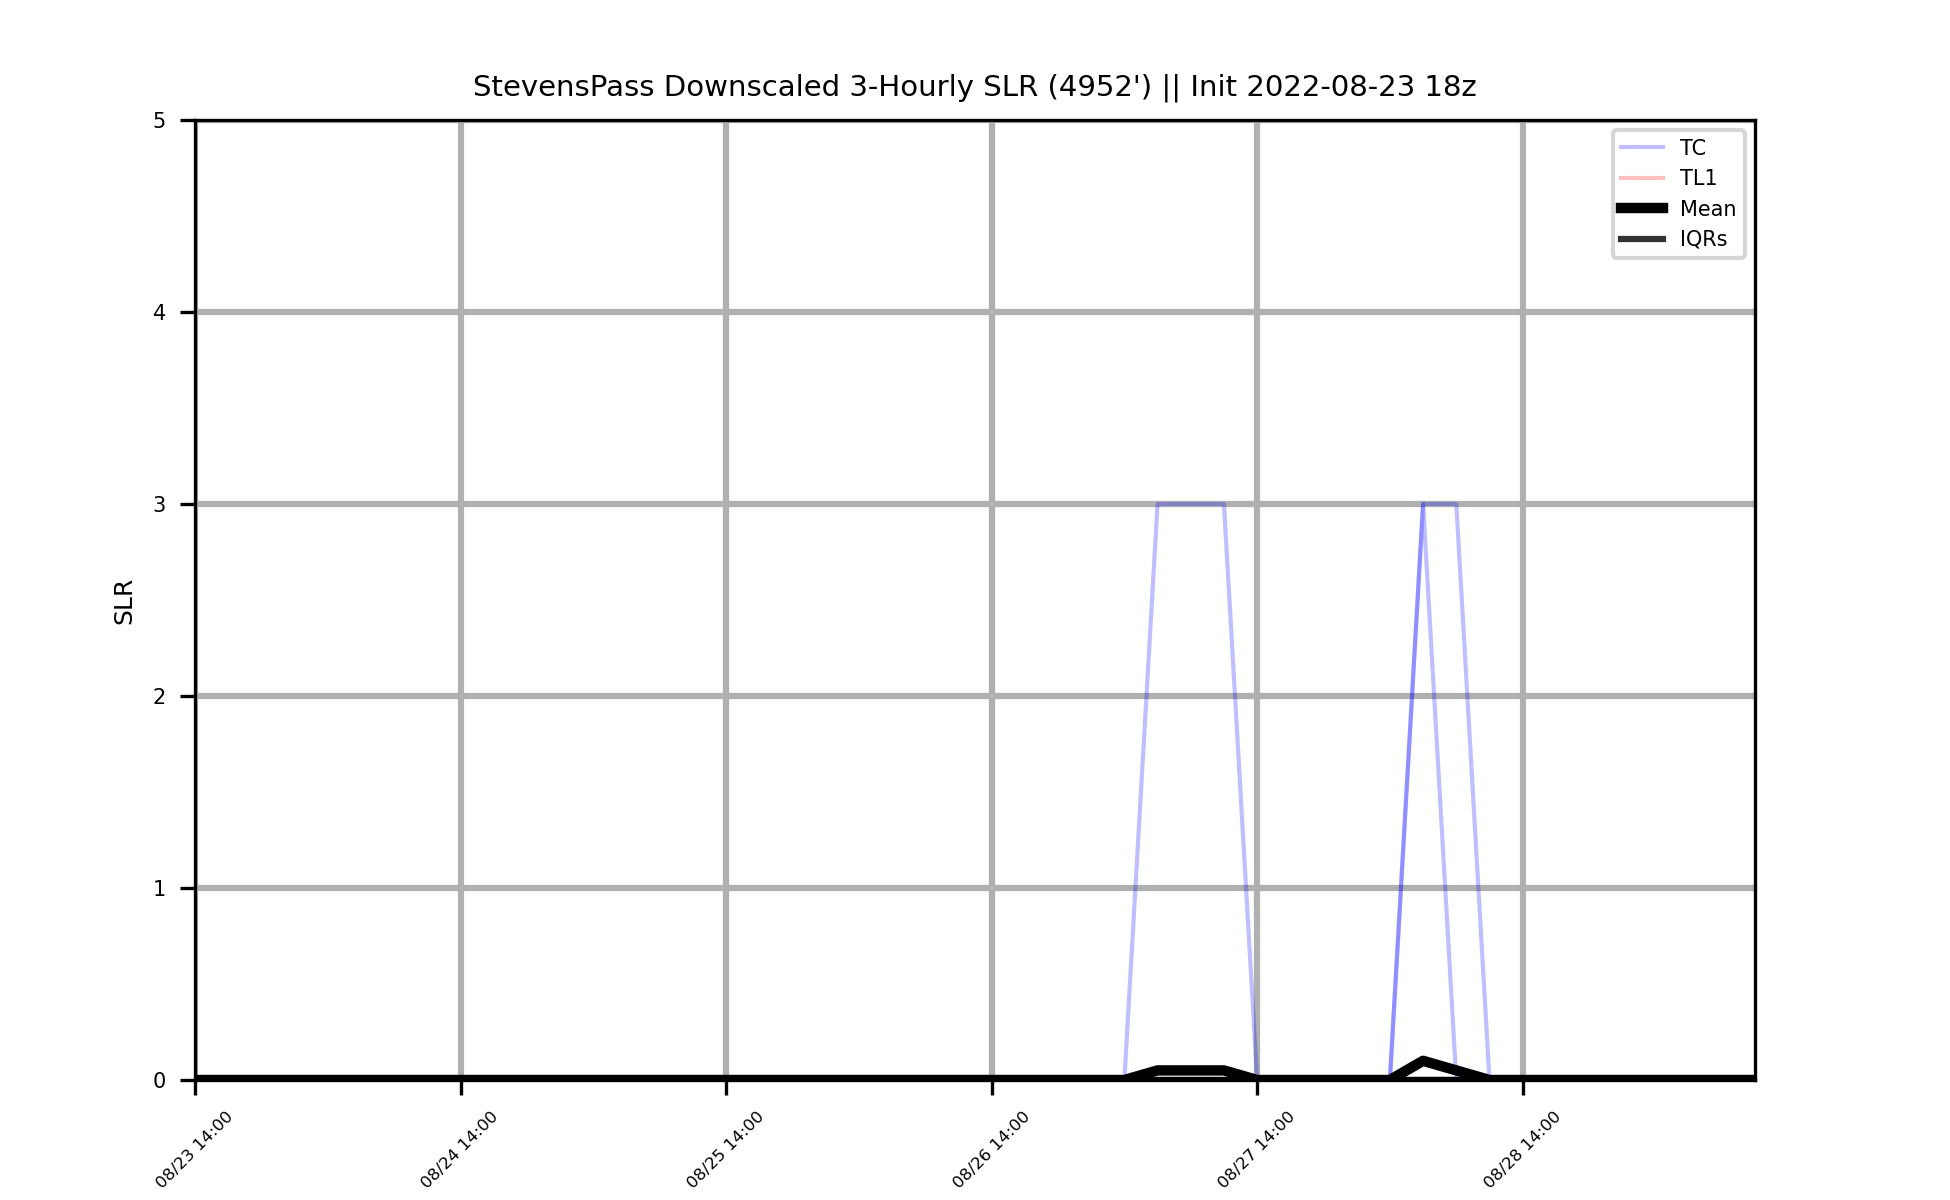 StevensPass Downscaled 3-Hourly SLR (4952') || Init 2022-08-23 18z
5
4
3
2
1
0
SLR
TC
TL1
Mean
IQRs
08/23 14:00
08/24 14:00
08/25 14:00
08/26 14:00
08/27 14:00
08/28 14:00